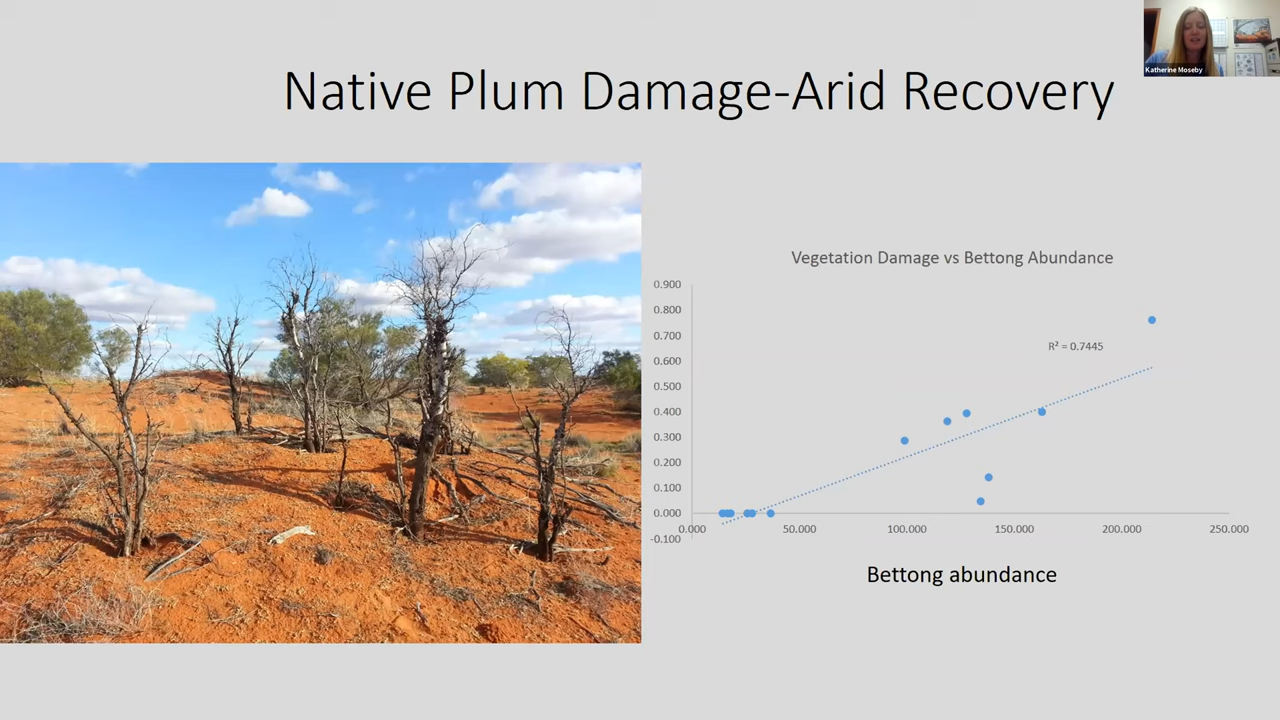 Katherine Moseby
Native Plum Damage-Arid Recovery
Vegetation Damage vs Bettong Abundance
0.900
0.800
0.700
R² = 0.7445
0.600
0.500
0.400
0.300
0.200
0.100
0.000
0.000 50.000 100.000 150.000 200.000 250.000
-0.100
Bettong abundance